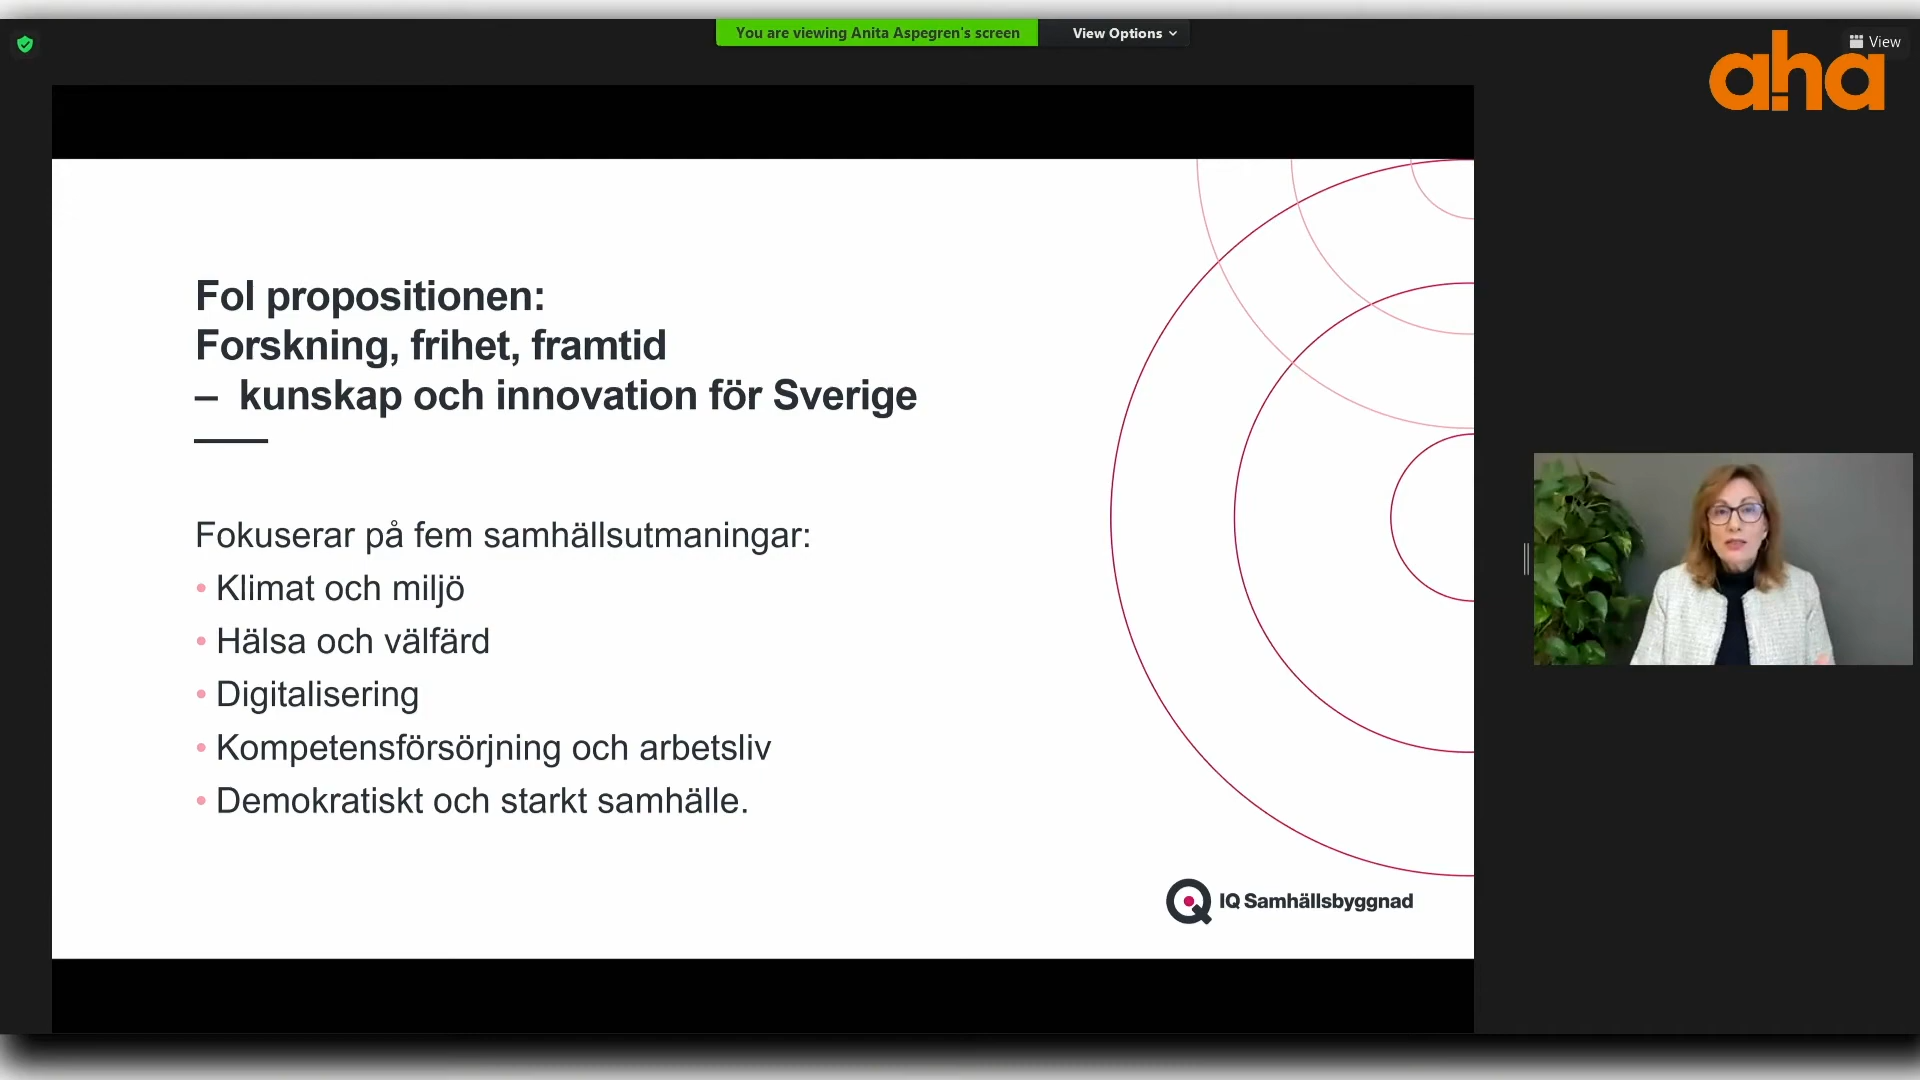 You are viewing Anita Aspegren's screen
View Options
View
aha
FoI propositionen:
Forskning, frihet, framtid
– kunskap och innovation för Sverige
Fokuserar på fem samhällsutmaningar:
• Klimat och miljö
• Hälsa och välfärd
• Digitalisering
• Kompetensförsörjning och arbetsliv
• Demokratiskt och starkt samhälle.
IQ Samhällsbyggnad